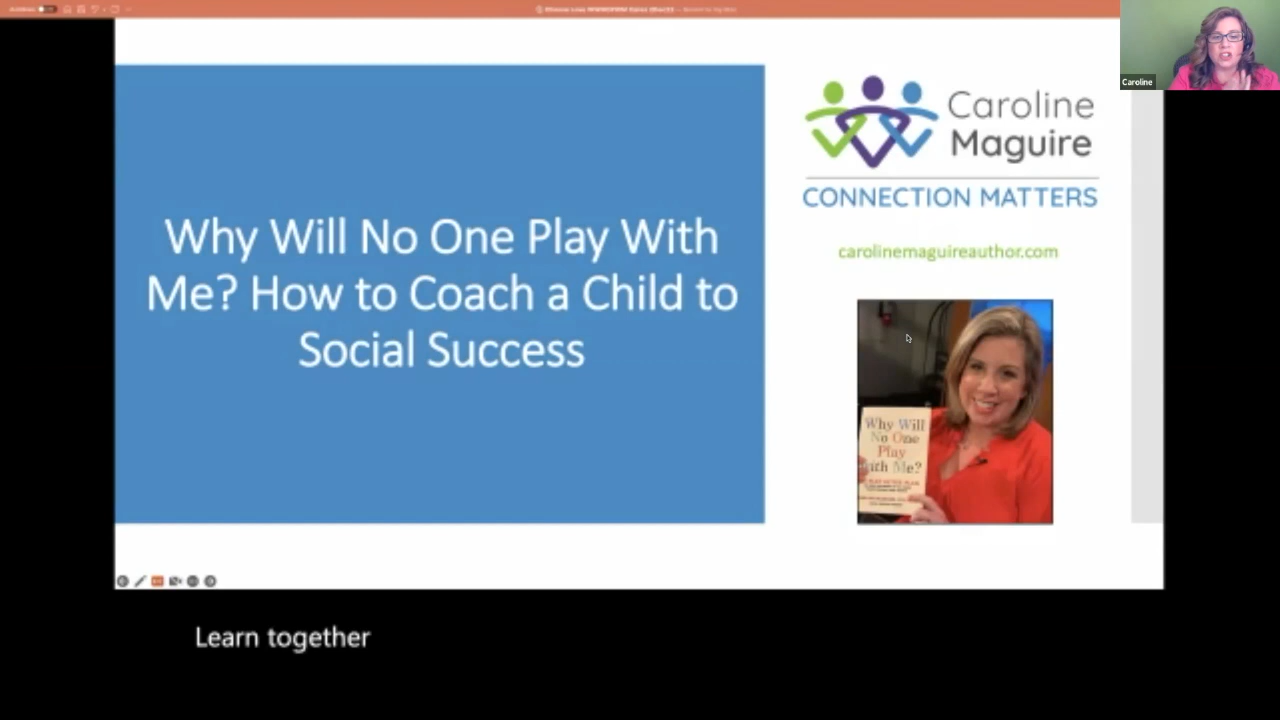 Caroline
Why Will No One Play With
Me? How to Coach a Child to
Social Success
Caroline
Maguire
CONNECTION MATTERS
carolinemaguireauthor.com
Why Will
No One
Play
with Me?
Learn together